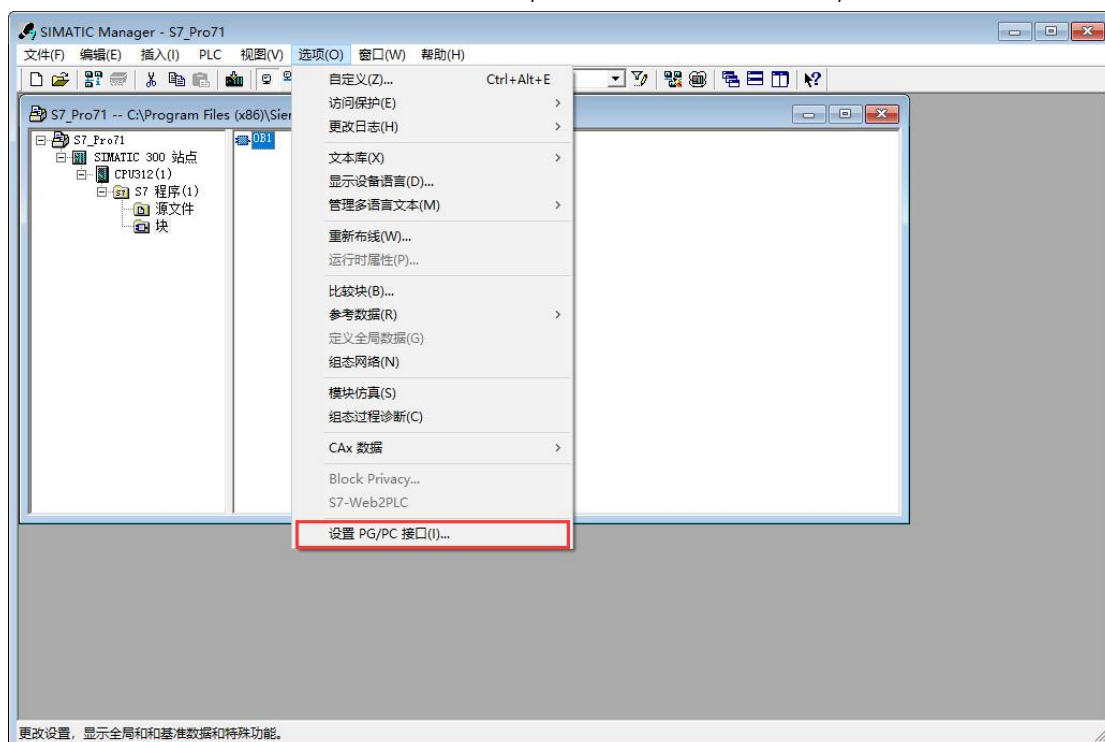 SIMATIC Manager - S7_Pro71
文件(F) 编辑(E) 插入(I) PLC 视图(V) 选项(O) 窗口(W) 帮助(H)
S7_Pro71 -- C:\Program Files (x86)\Sier
S7_Pro71
SIMATIC 300 站点
CPU312(1)
S7 程序(1)
源文件
块
OB1
自定义(Z)... Ctrl+Alt+E
访问保护(E)
更改日志(H)
文本库(X)
显示设备语言(D)...
管理多语言文本(M)
重新布线(W)...
运行时属性(P)...
比较块(B)...
参考数据(R)
定义全局数据(G)
组态网络(N)
模块仿真(S)
组态过程诊断(C)
CAx 数据
Block Privacy...
S7-Web2PLC
设置 PG/PC 接口(I)...
更改设置，显示全局和和基准数据和特殊功能。